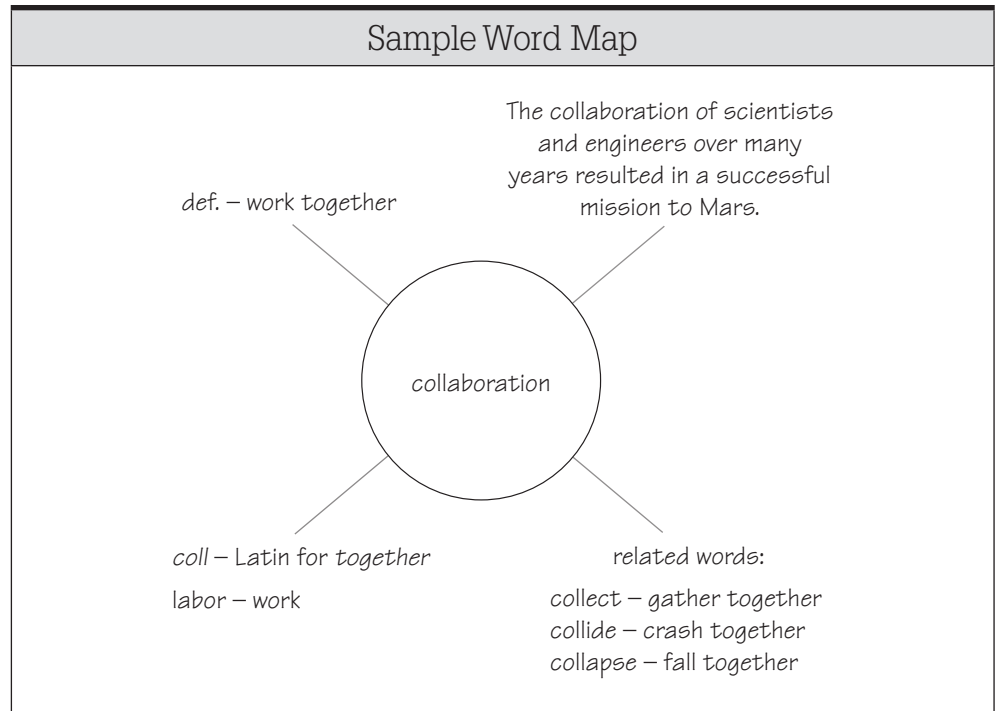 Sample Word Map
The collaboration of scientists
and engineers over many
years resulted in a successful
mission to Mars.
def. – work together
collaboration
coll – Latin for together
labor – work
related words:
collect – gather together
collide – crash together
collapse – fall together